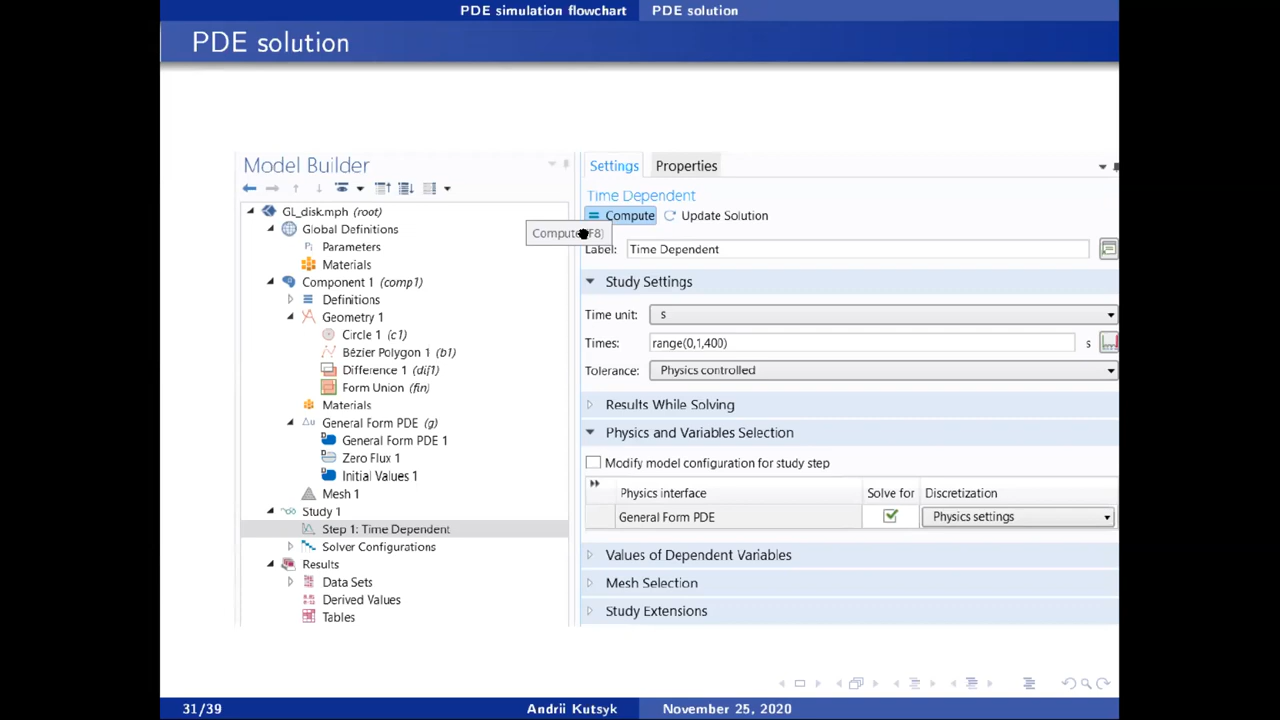 PDE simulation flowchart PDE solution
PDE solution
Model Builder
GL_disk.mph (root)
Global Definitions
Pi Parameters
Materials
Component 1 (comp1)
Definitions
Geometry 1
Circle 1 (c1)
Bézier Polygon 1 (b1)
Difference 1 (dif1)
Form Union (fin)
Materials
Δu General Form PDE (g)
D General Form PDE 1
D Zero Flux 1
D Initial Values 1
Mesh 1
Study 1
Step 1: Time Dependent
Solver Configurations
Results
Data Sets
Derived Values
Tables
Settings Properties
Time Dependent
= Compute Update Solution
Compute (F8)
Label: Time Dependent
Study Settings
Time unit: s
Times: range(0,1,400) s
Tolerance: Physics controlled
Results While Solving
Physics and Variables Selection
Modify model configuration for study step
Physics interface Solve for Discretization
General Form PDE Physics settings
Values of Dependent Variables
Mesh Selection
Study Extensions
31/39 Andrii Kutsyk November 25, 2020